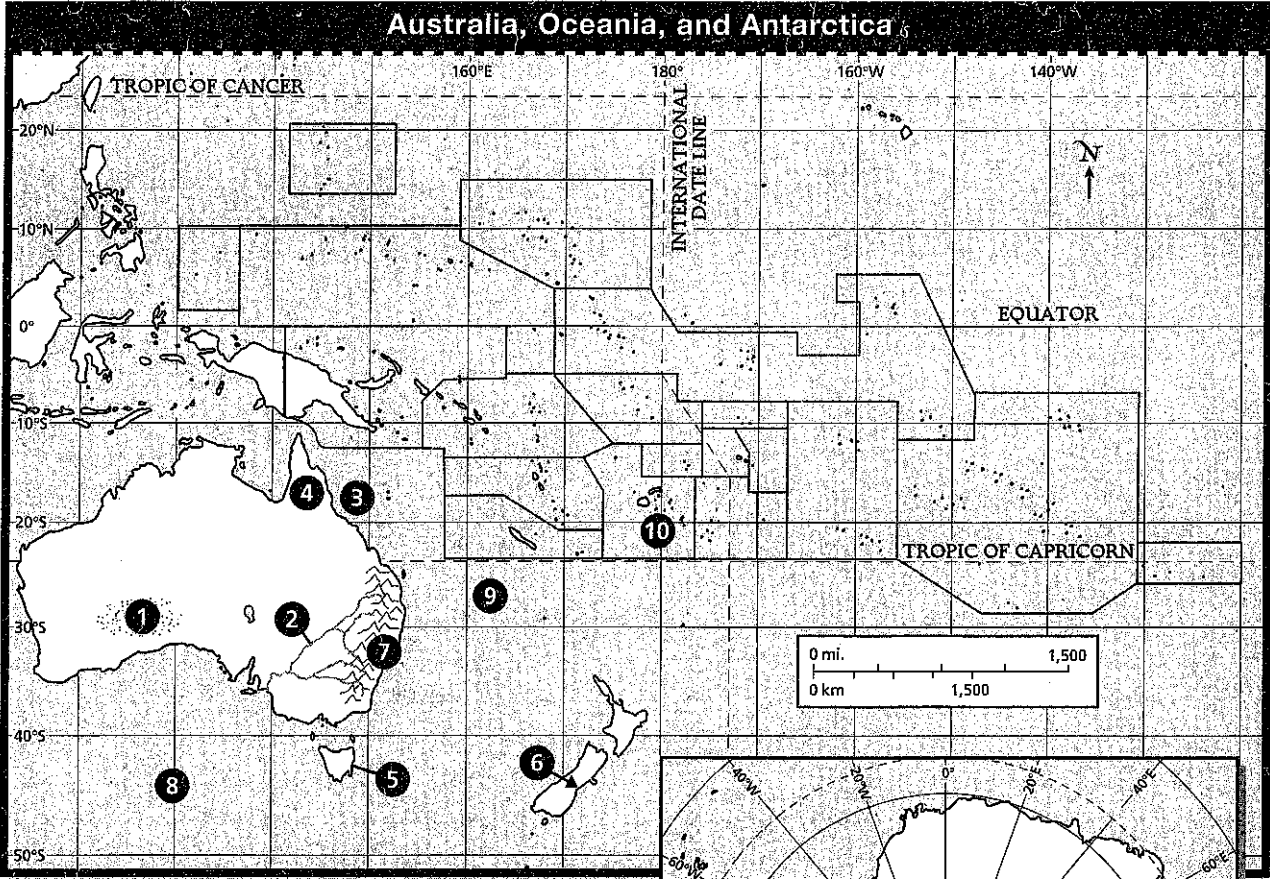 Australia, Oceania, and Antarctica
160°E
180°
160°W
140°W
TROPIC OF CANCER
20°N
INTERNATIONAL
DATE LINE
N
10°N
0°
EQUATOR
10°S
4
3
20°S
10
TROPIC OF CAPRICORN
9
1
2
30°S
7
0 mi.
1,500
0 km
1,500
40°S
6
8
5
40°W
20°W
0°
20°E
40°E
50°S
60°W
60°E